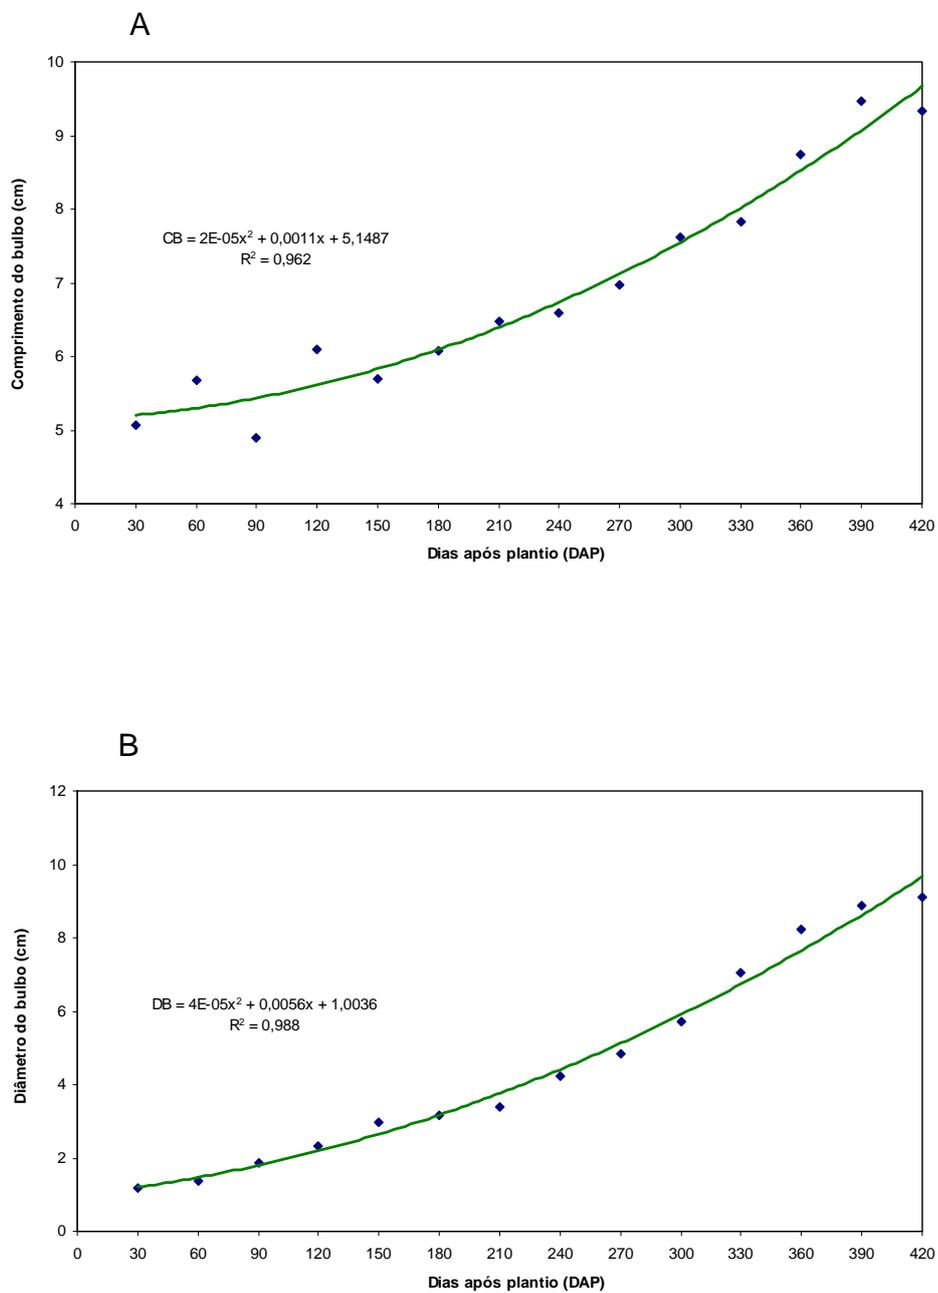 A
10
9
8
7
6
5
4
Comprimento do bulbo (cm)
CB = 2E-05x² + 0,0011x + 5,1487
R² = 0,962
0 30 60 90 120 150 180 210 240 270 300 330 360 390 420
Dias após plantio (DAP)
B
12
10
8
6
4
2
0
Diâmetro do bulbo (cm)
DB = 4E-05x² + 0,0056x + 1,0036
R² = 0,988
0 30 60 90 120 150 180 210 240 270 300 330 360 390 420
Dias após plantio (DAP)